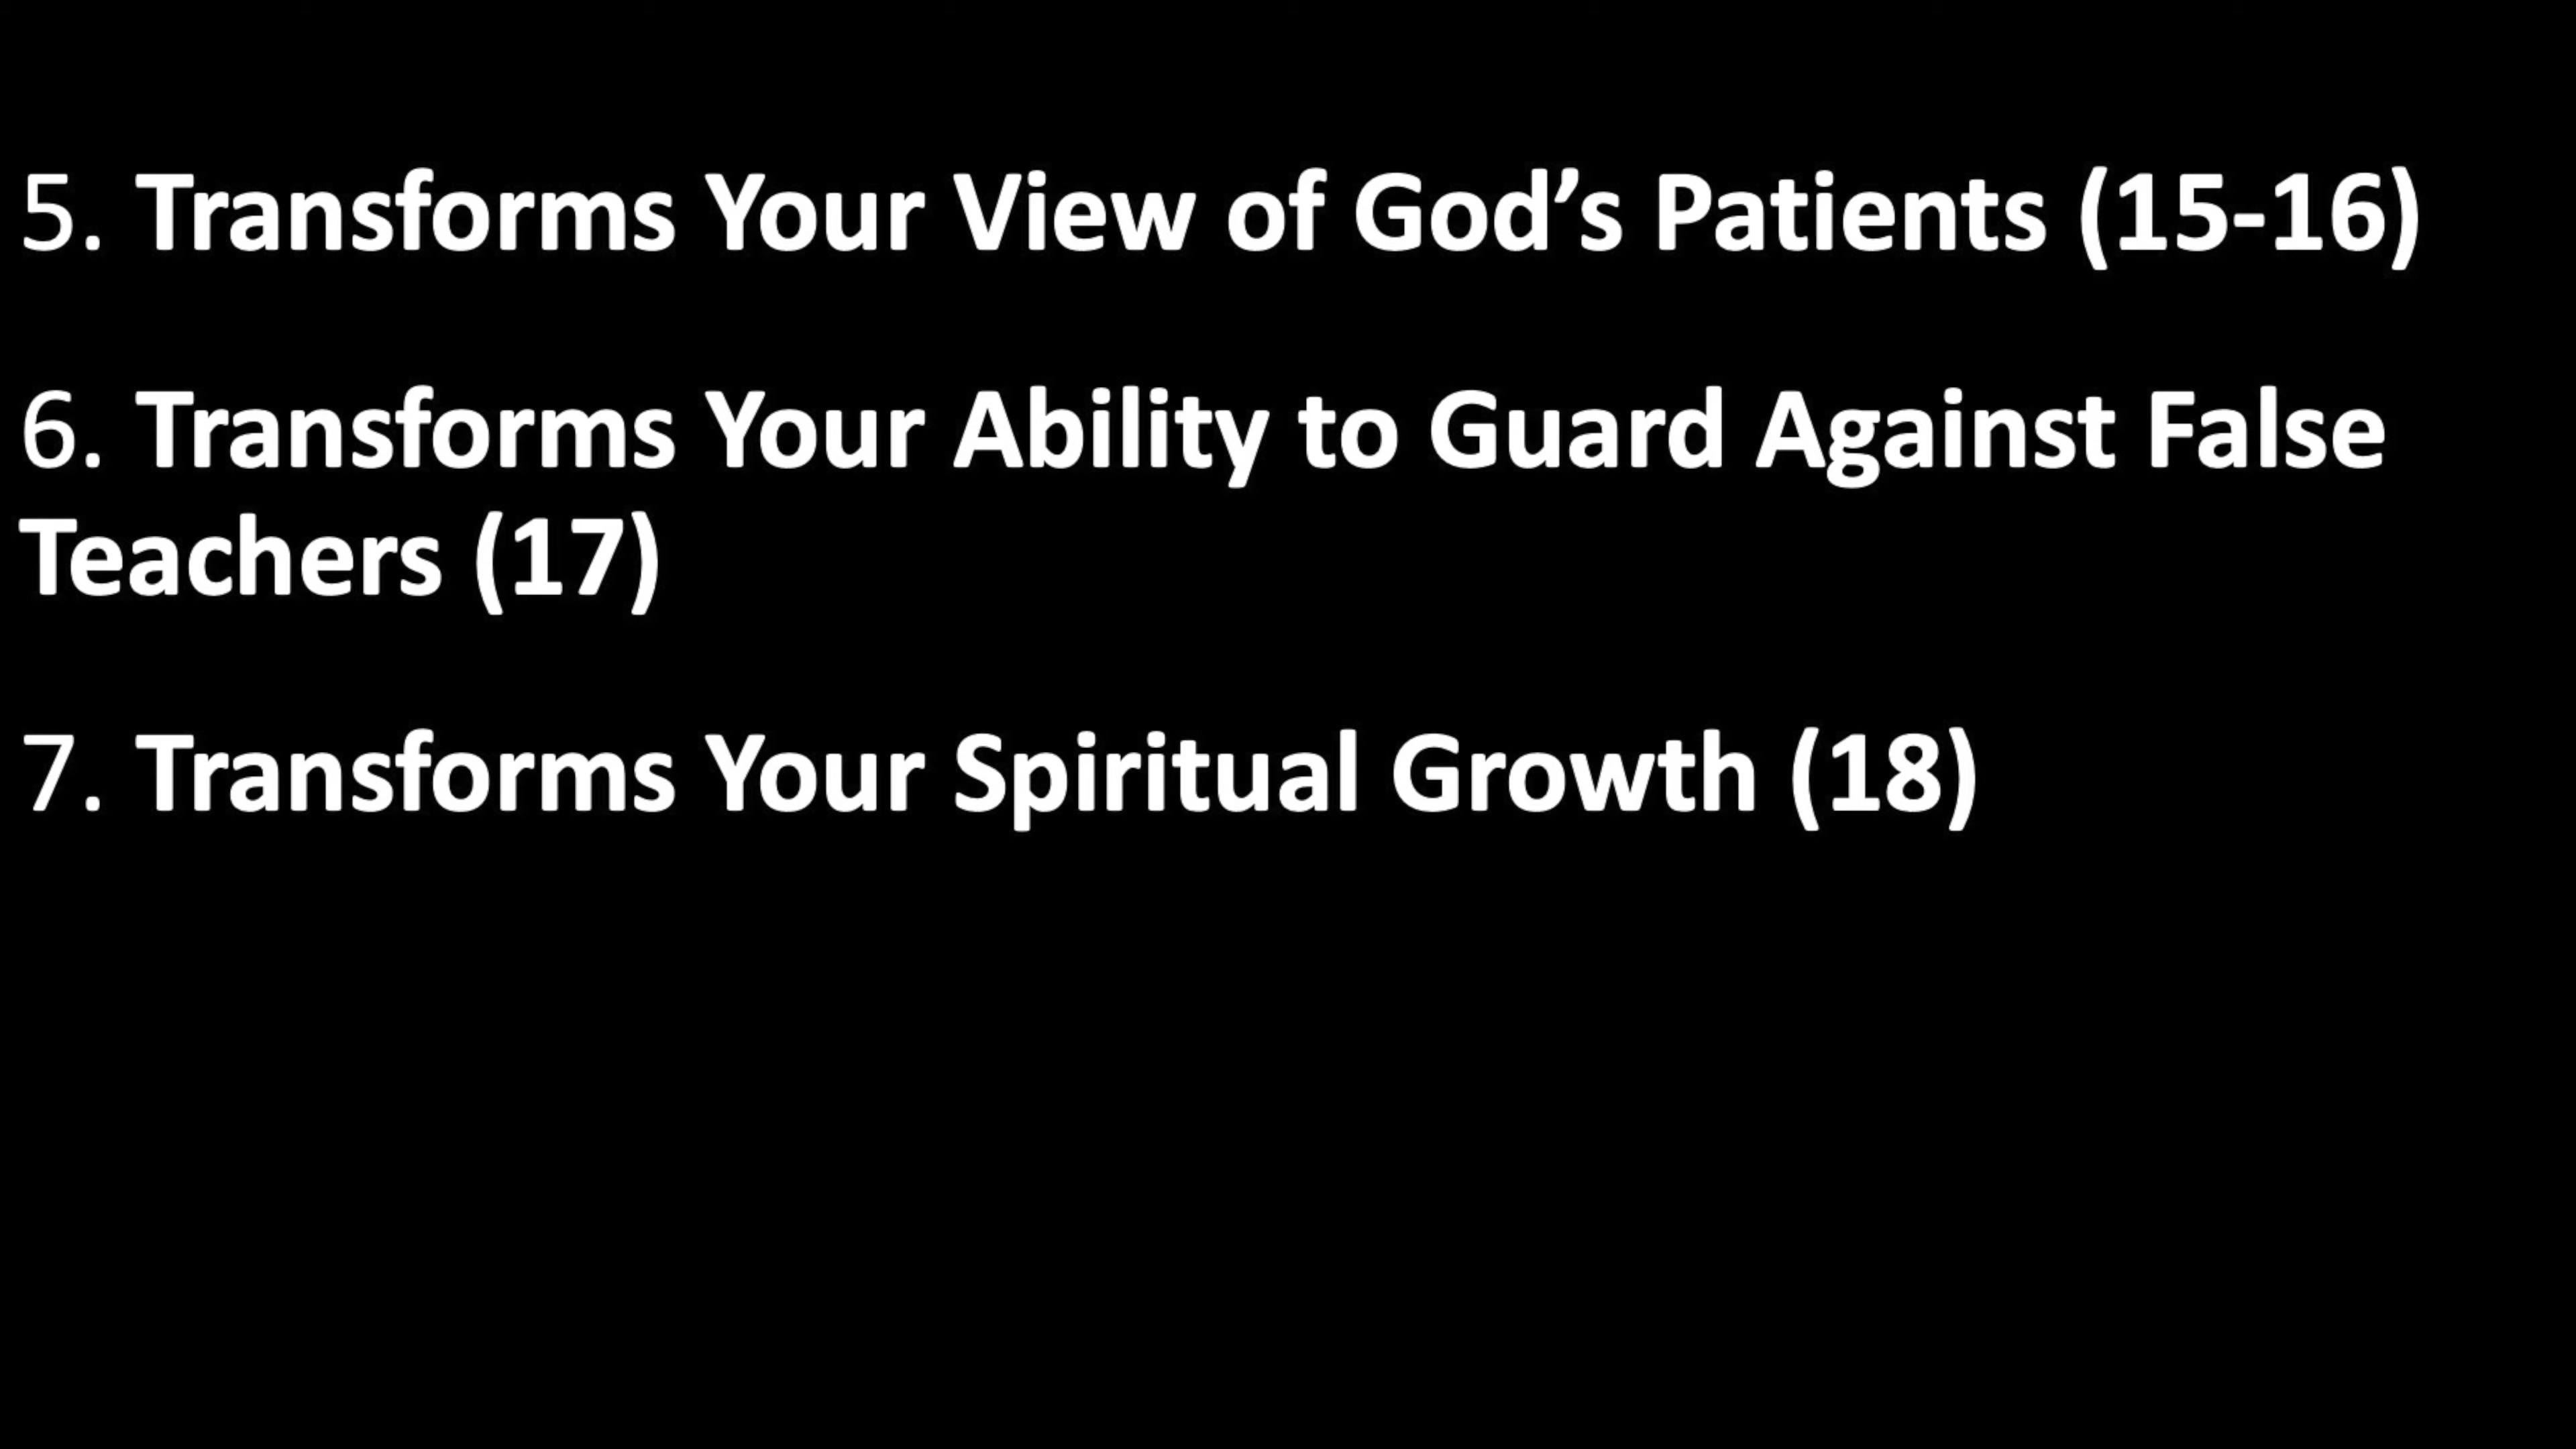 5. Transforms Your View of God’s Patients (15-16)
6. Transforms Your Ability to Guard Against False
Teachers (17)
7. Transforms Your Spiritual Growth (18)